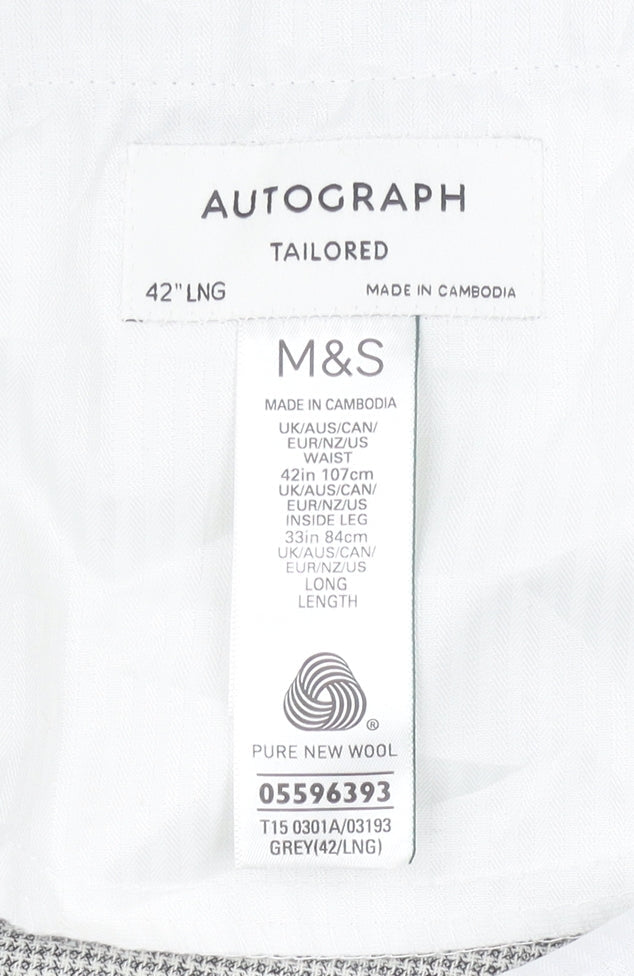 AUTOGRAPH
TAILORED
42" LNG
MADE IN CAMBODIA
M&S
MADE IN CAMBODIA
UK/AUS/CAN/
EUR/NZ/US
WAIST
42in 107cm
UK/AUS/CAN/
EUR/NZ/US
INSIDE LEG
33in 84cm
UK/AUS/CAN/
EUR/NZ/US
LONG
LENGTH
®
PURE NEW WOOL
05596393
T15 0301A/03193
GREY(42/LNG)